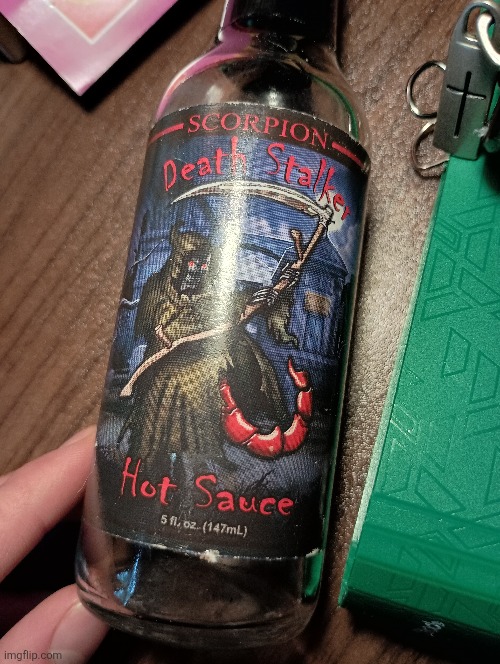 SCORPION
Death Stalker
Hot Sauce
5 fl. oz. (147mL)
imgflip.com